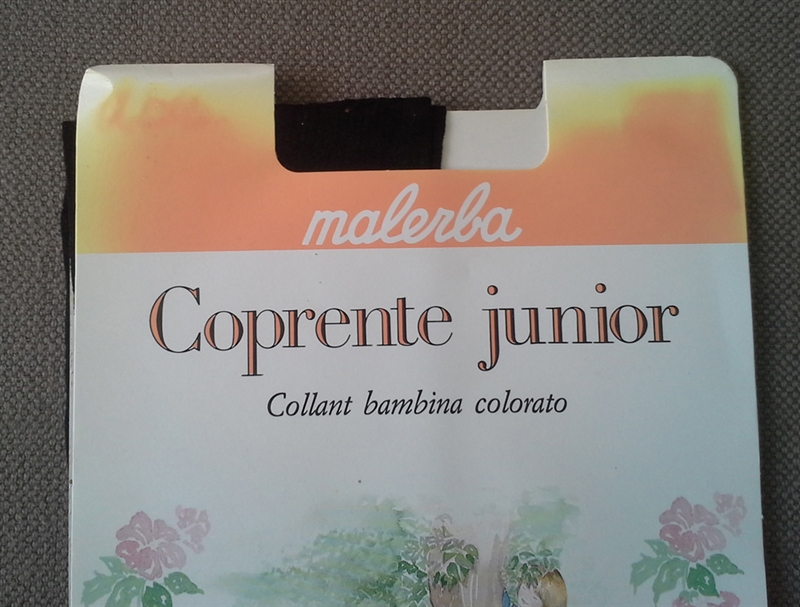 malerba
Coprente junior
Collant bambina colorato